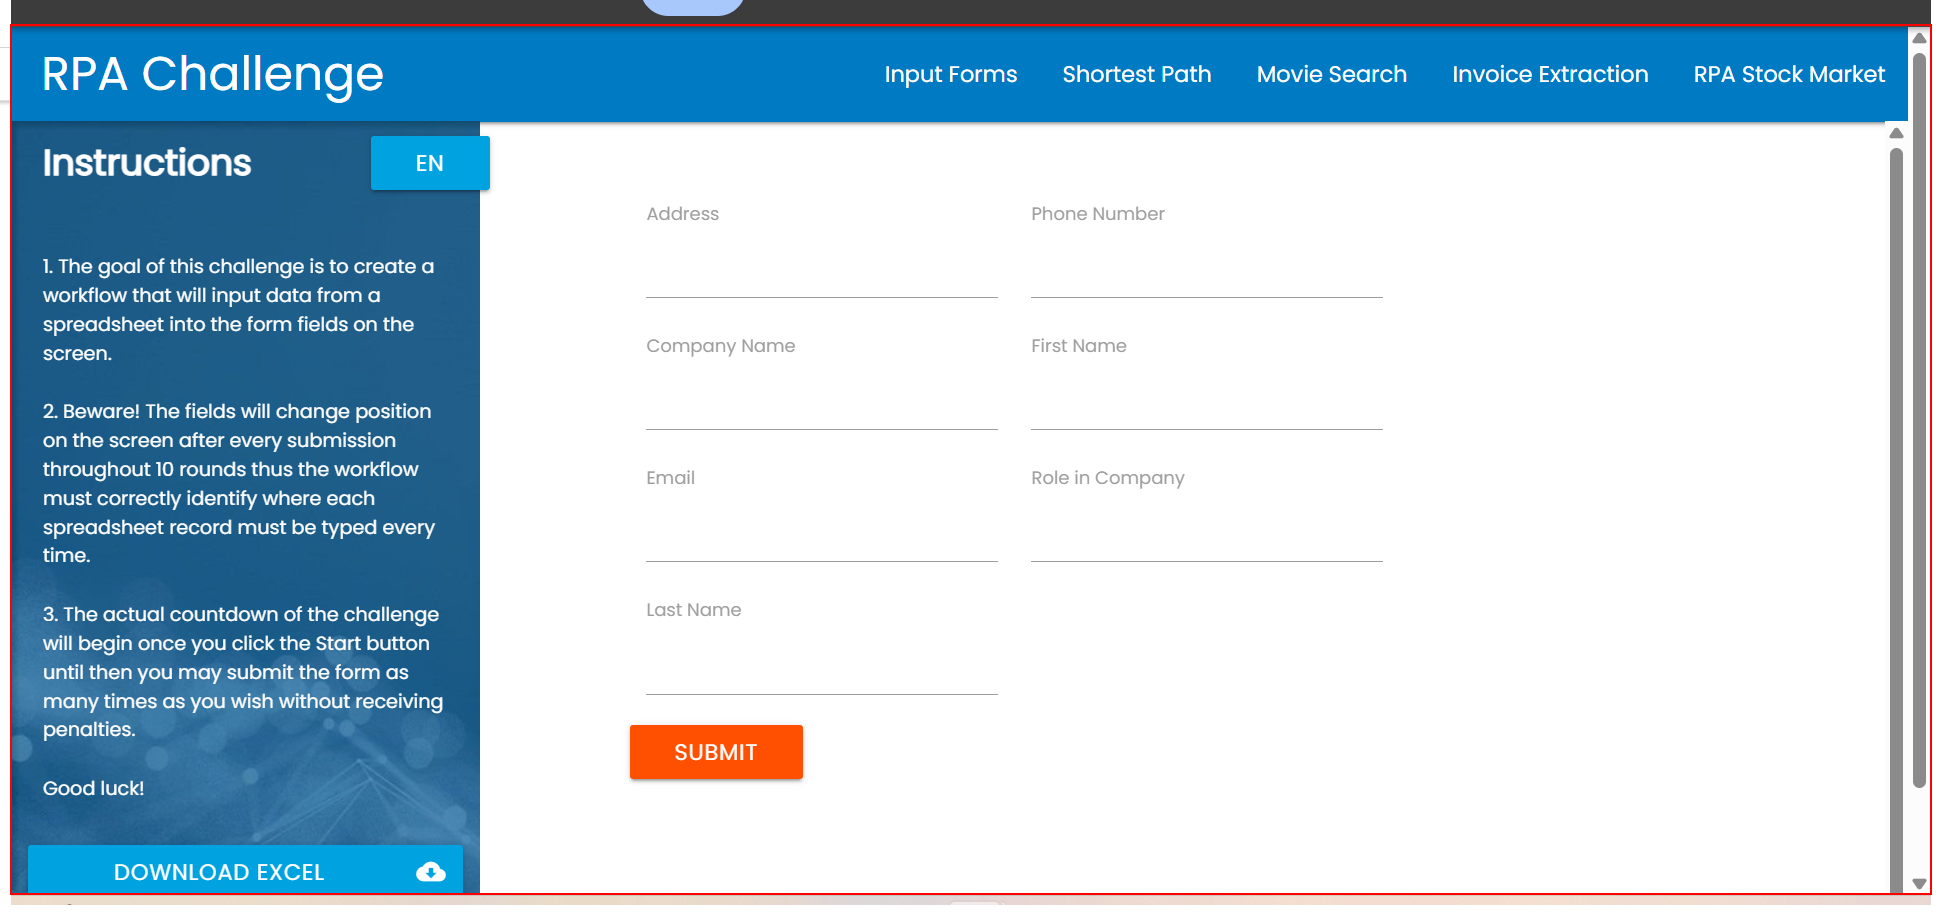 RPA Challenge
Input Forms
Shortest Path
Movie Search
Invoice Extraction
RPA Stock Market
Instructions
EN
1. The goal of this challenge is to create a
workflow that will input data from a
spreadsheet into the form fields on the
screen.
2. Beware! The fields will change position
on the screen after every submission
throughout 10 rounds thus the workflow
must correctly identify where each
spreadsheet record must be typed every
time.
3. The actual countdown of the challenge
will begin once you click the Start button
until then you may submit the form as
many times as you wish without receiving
penalties.
Good luck!
DOWNLOAD EXCEL
Address
Phone Number
Company Name
First Name
Email
Role in Company
Last Name
SUBMIT